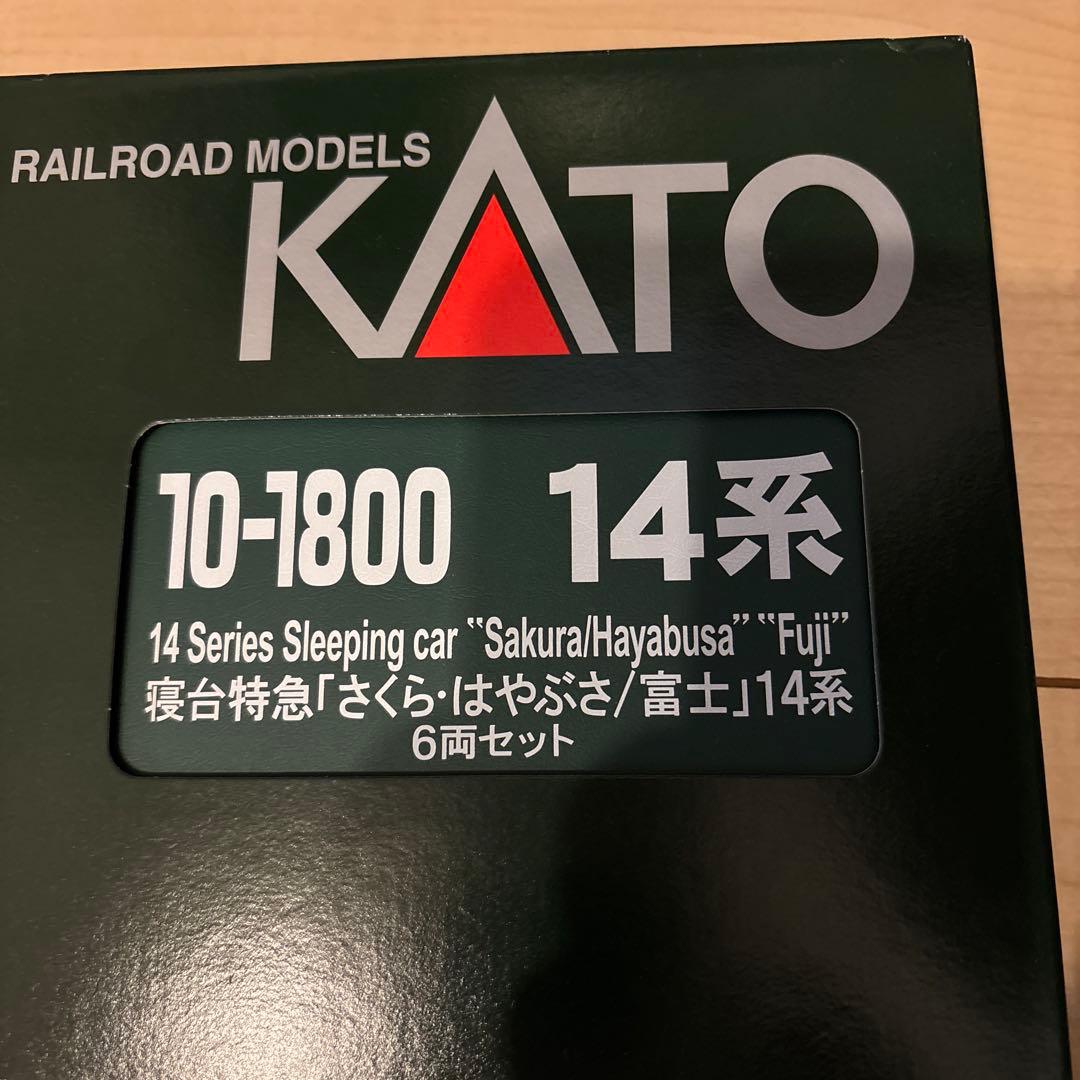 RAILROAD MODELS
KATO
10-1800 14系
14 Series Sleeping car “Sakura/Hayabusa” “Fuji”
寝台特急「さくら・はやぶさ/富士」14系
6両セット